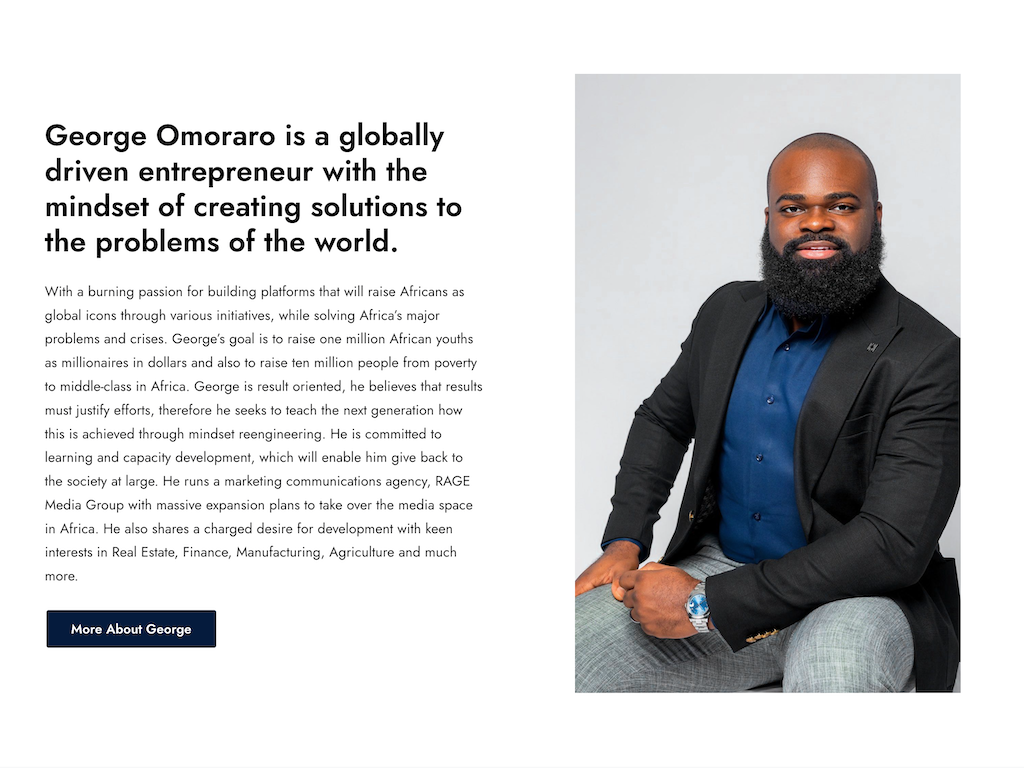 George Omoraro is a globally
driven entrepreneur with the
mindset of creating solutions to
the problems of the world.
With a burning passion for building platforms that will raise Africans as
global icons through various initiatives, while solving Africa's major
problems and crises. George's goal is to raise one million African youths
as millionaires in dollars and also to raise ten million people from poverty
to middle-class in Africa. George is result oriented, he believes that results
must justify efforts, therefore he seeks to teach the next generation how
this is achieved through mindset reengineering. He is committed to
learning and capacity development, which will enable him give back to
the society at large. He runs a marketing communications agency, RAGE
Media Group with massive expansion plans to take over the media space
in Africa. He also shares a charged desire for development with keen
interests in Real Estate, Finance, Manufacturing, Agriculture and much
more.
More About George